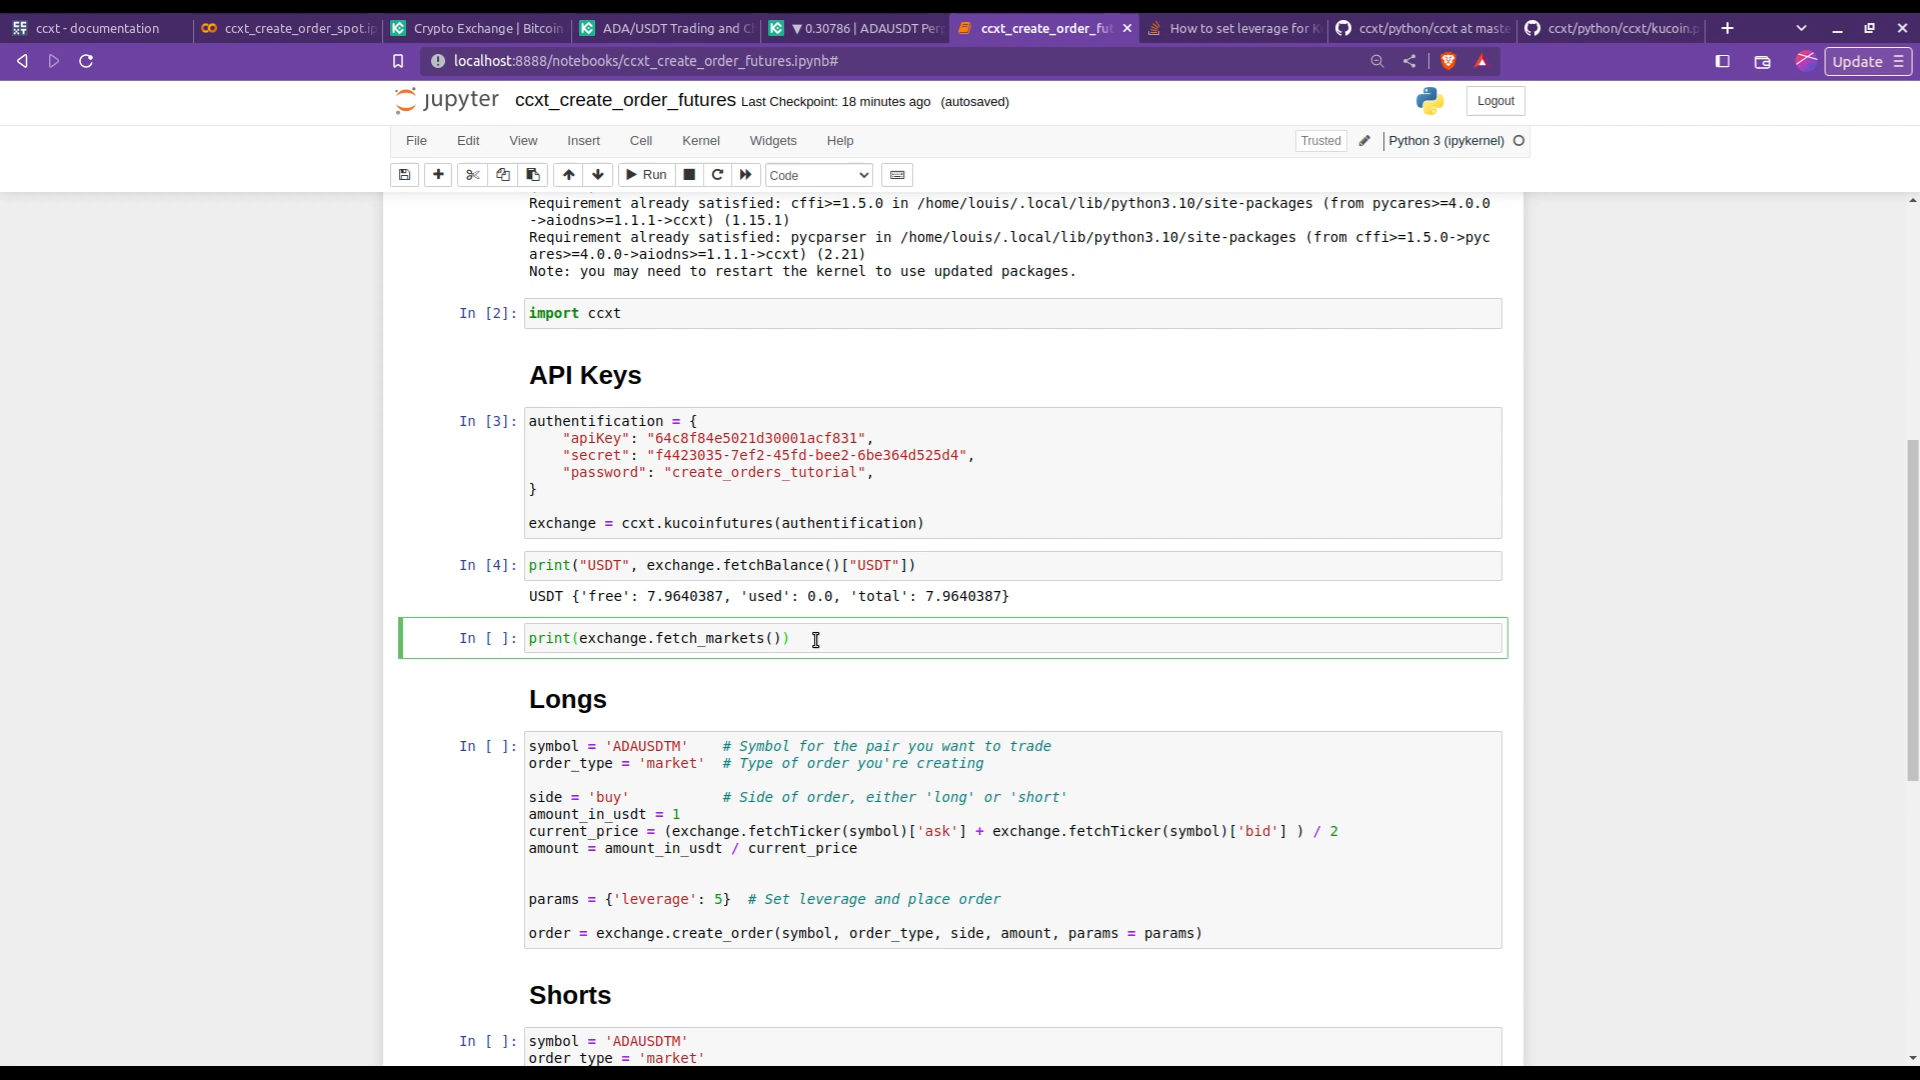 ccxt - documentation
ccxt_create_order_spot.ip
Crypto Exchange | Bitcoin
ADA/USDT Trading and C
▼ 0.30786 | ADAUSDT Per
ccxt_create_order_fut
How to set leverage for K
ccxt/python/ccxt at maste
ccxt/python/ccxt/kucoin.p
localhost:8888/notebooks/ccxt_create_order_futures.ipynb#
Update
jupyter ccxt_create_order_futures Last Checkpoint: 18 minutes ago (autosaved)
Logout
File Edit View Insert Cell Kernel Widgets Help
Trusted
Python 3 (ipykernel)
Run
Code
Requirement already satisfied: cffi>=1.5.0 in /home/louis/.local/lib/python3.10/site-packages (from pycares>=4.0.0
->aiodns>=1.1.1->ccxt) (1.15.1)
Requirement already satisfied: pycparser in /home/louis/.local/lib/python3.10/site-packages (from cffi>=1.5.0->pyc
ares>=4.0.0->aiodns>=1.1.1->ccxt) (2.21)
Note: you may need to restart the kernel to use updated packages.
In [2]: import ccxt
API Keys
In [3]: authentification = {
"apiKey": "64c8f84e5021d30001acf831",
"secret": "f4423035-7ef2-45fd-bee2-6be364d525d4",
"password": "create_orders_tutorial",
}
exchange = ccxt.kucoinfutures(authentification)
In [4]: print("USDT", exchange.fetchBalance()["USDT"])
USDT {'free': 7.9640387, 'used': 0.0, 'total': 7.9640387}
In [ ]: print(exchange.fetch_markets())
Longs
In [ ]: symbol = 'ADAUSDTM' # Symbol for the pair you want to trade
order_type = 'market' # Type of order you're creating
side = 'buy' # Side of order, either 'long' or 'short'
amount_in_usdt = 1
current_price = (exchange.fetchTicker(symbol)['ask'] + exchange.fetchTicker(symbol)['bid'] ) / 2
amount = amount_in_usdt / current_price
params = {'leverage': 5} # Set leverage and place order
order = exchange.create_order(symbol, order_type, side, amount, params = params)
Shorts
In [ ]: symbol = 'ADAUSDTM'
order_type = 'market'